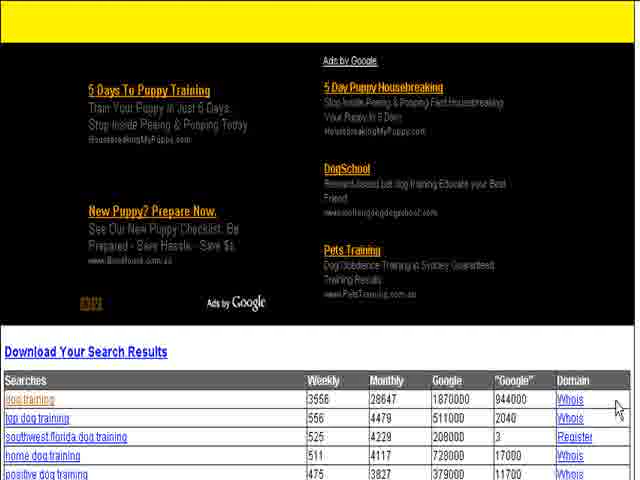 Ads by Google
5 Days To Puppy Training
Train Your Puppy In Just 5 Days.
Stop Inside Peeing & Pooping Today
HousebreakingMyPuppy.com
New Puppy? Prepare Now.
See Our New Puppy Checklist. Be
Prepared - Save Hassle - Save $s
Ads by Google
5 Day Puppy Housebreaking
Stop Inside Peeing & Pooping Fast Housebreaking
Your Puppy in 5 Days
HousebreakingMyPuppy.com
DogSchool
Reward-based pet dog training Educate your Best
Friend
Pets Training
Dog Obedience Training in Sydney Guaranteed
Training Results
www.PetsTraining.com.au
Download Your Search Results
Searches Weekly Monthly Google "Google" Domain
dog training 3556 28647 1870000 944000 Whois
top dog training 556 4479 511000 2040 Whois
southwest florida dog training 525 4229 208000 3 Register
home dog training 511 4117 728000 17000 Whois
positive dog training 475 3827 379000 11700 Whois